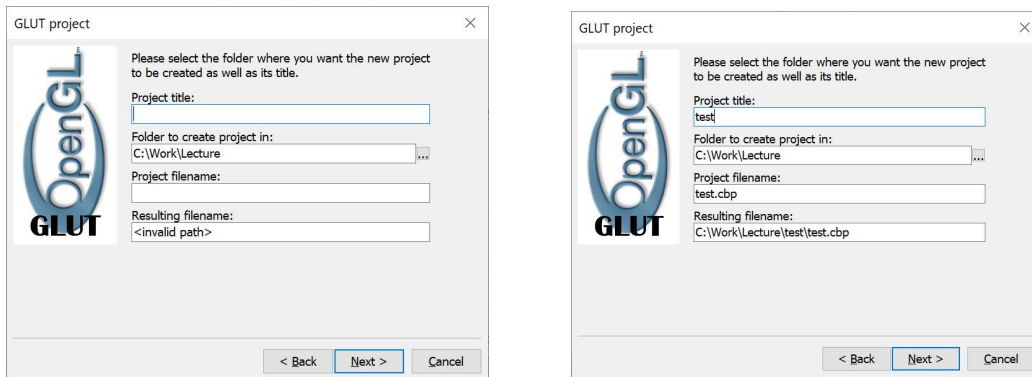 GLUT project
OpenGL
GLUT
Please select the folder where you want the new project
to be created as well as its title.
Project title:
Folder to create project in:
C:\Work\Lecture
...
Project filename:
Resulting filename:
<invalid path>
< Back
Next >
Cancel
GLUT project
OpenGL
GLUT
Please select the folder where you want the new project
to be created as well as its title.
Project title:
test
Folder to create project in:
C:\Work\Lecture
...
Project filename:
test.cbp
Resulting filename:
C:\Work\Lecture\test\test.cbp
< Back
Next >
Cancel